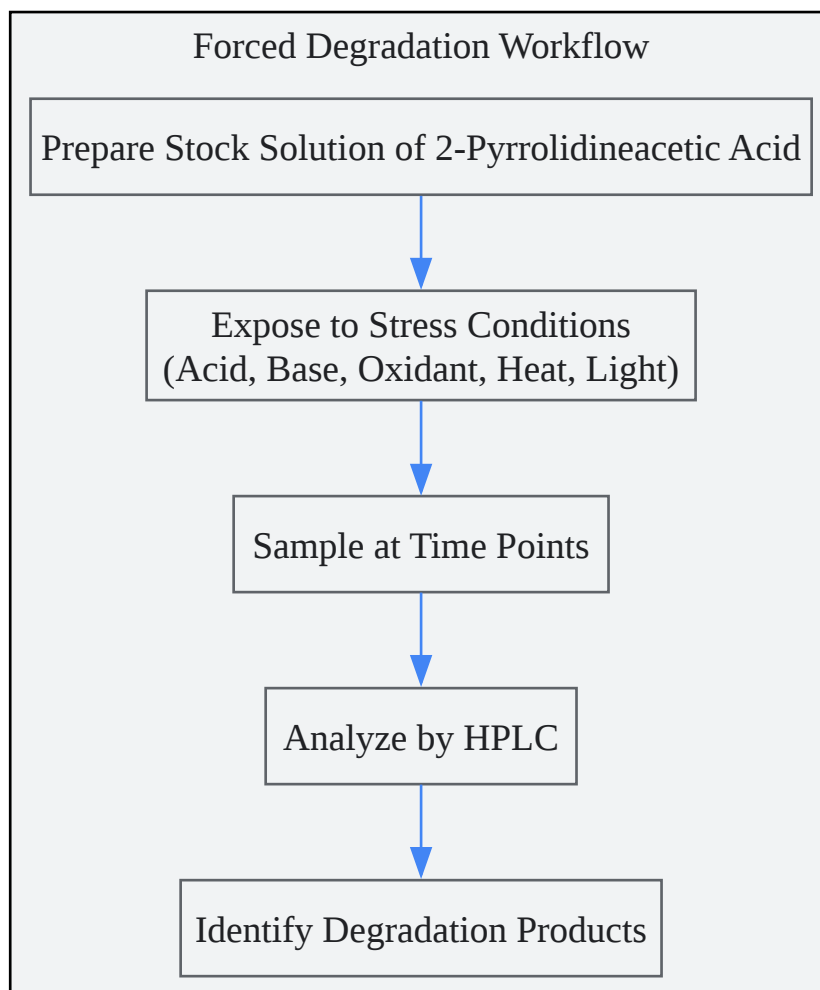 Forced Degradation Workflow
Prepare Stock Solution of 2-Pyrrolidineacetic Acid
Expose to Stress Conditions
(Acid, Base, Oxidant, Heat, Light)
Sample at Time Points
Analyze by HPLC
Identify Degradation Products